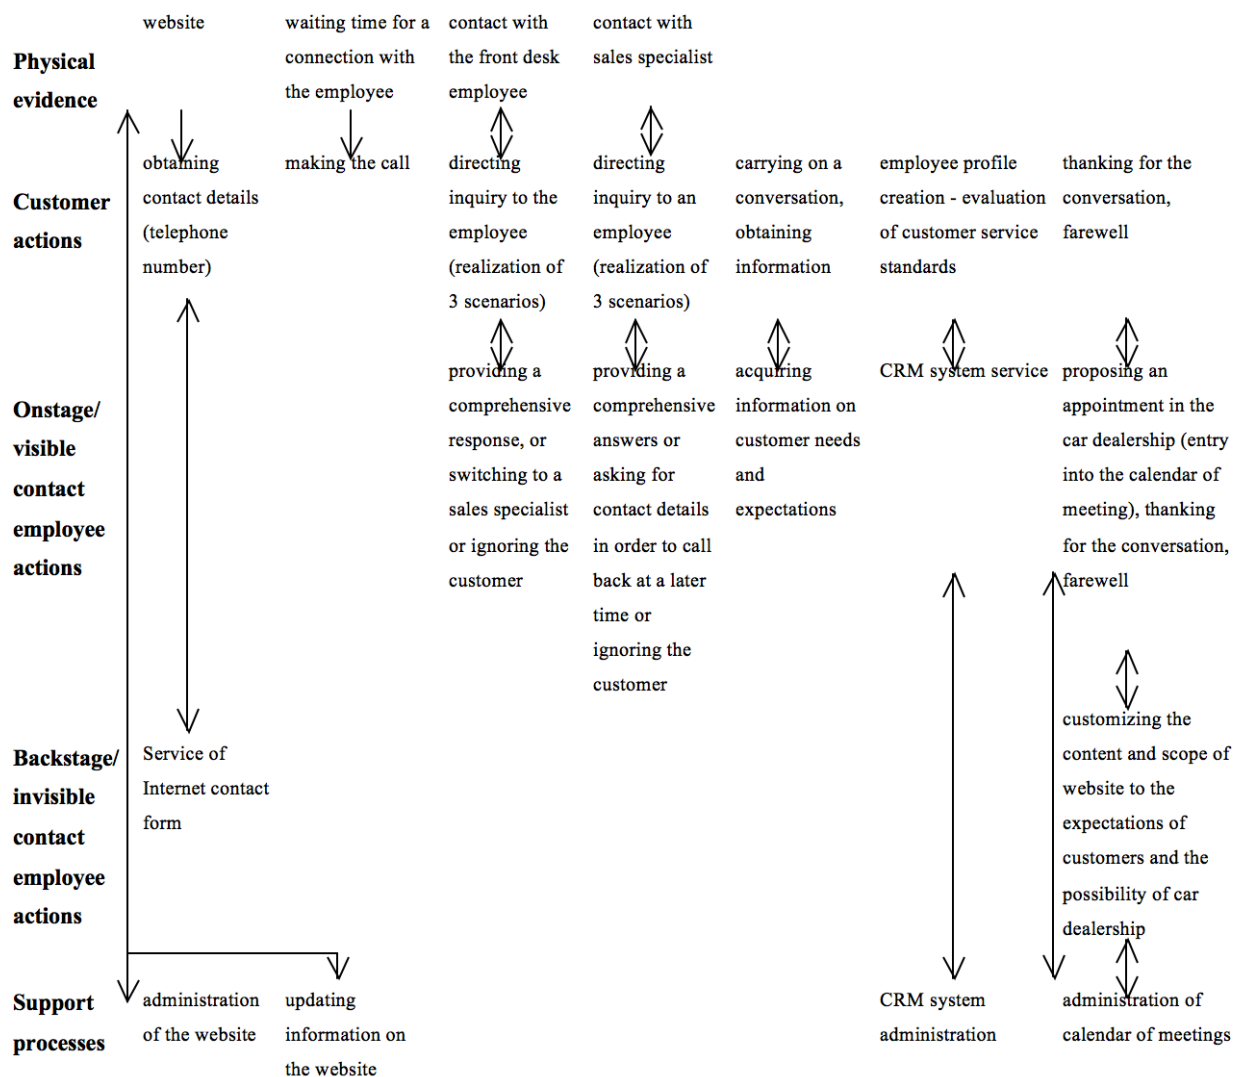 website
waiting time for a
connection with
the employee
contact with
the front desk
employee
contact with
sales specialist
Physical
evidence
obtaining
contact details
(telephone
number)
making the call
directing
inquiry to the
employee
(realization of
3 scenarios)
directing
inquiry to an
employee
(realization of
3 scenarios)
carrying on a
conversation,
obtaining
information
employee profile
creation - evaluation
of customer service
standards
thanking for the
conversation,
farewell
Customer
actions
providing a
comprehensive
response, or
switching to a
sales specialist
or ignoring the
customer
providing a
comprehensive
answers or
asking for
contact details
in order to call
back at a later
time or
ignoring the
customer
acquiring
information on
customer needs
and
expectations
CRM system service
proposing an
appointment in the
car dealership (entry
into the calendar of
meeting), thanking
for the conversation,
farewell
Onstage/
visible
contact
employee
actions
Backstage/
invisible
contact
employee
actions
Service of
Internet contact
form
customizing the
content and scope of
website to the
expectations of
customers and the
possibility of car
dealership
Support
processes
administration
of the website
updating
information on
the website
CRM system
administration
administration of
calendar of meetings